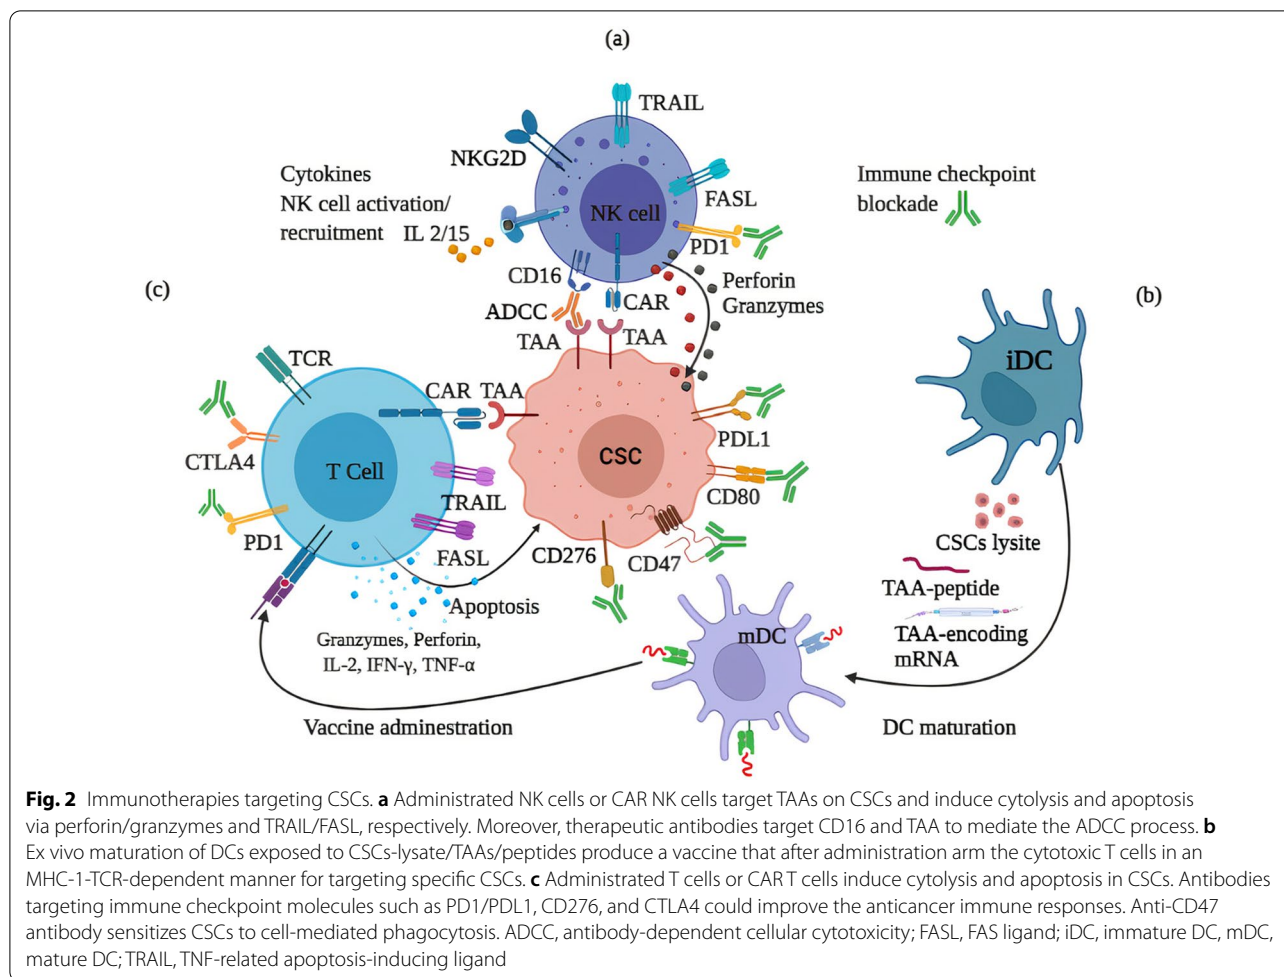 (a)
TRAIL
NKG2D
Cytokines
NK cell activation/
recruitment IL 2/15
FASL
Immune checkpoint
blockade
NK cell
PD1
CD16
Perforin
Granzymes
CAR
ADCC
TAA
TAA
(c)
(b)
TCR
iDC
CAR TAA
CTLA4
PDL1
CSC
T Cell
CD80
TRAIL
PD1
FASL
CD276
CD47
CSCs lysite
TAA-peptide
Apoptosis
TAA-encoding
mRNA
mDC
Granzymes, Perforin,
IL-2, IFN-γ, TNF-α
Vaccine adminestration
DC maturation
Fig. 2 Immunotherapies targeting CSCs. a Administrated NK cells or CAR NK cells target TAAs on CSCs and induce cytolysis and apoptosis
via perforin/granzymes and TRAIL/FASL, respectively. Moreover, therapeutic antibodies target CD16 and TAA to mediate the ADCC process. b
Ex vivo maturation of DCs exposed to CSCs-lysate/TAAs/peptides produce a vaccine that after administration arm the cytotoxic T cells in an
MHC-1-TCR-dependent manner for targeting specific CSCs. c Administrated T cells or CAR T cells induce cytolysis and apoptosis in CSCs. Antibodies
targeting immune checkpoint molecules such as PD1/PDL1, CD276, and CTLA4 could improve the anticancer immune responses. Anti-CD47
antibody sensitizes CSCs to cell-mediated phagocytosis. ADCC, antibody-dependent cellular cytotoxicity; FASL, FAS ligand; iDC, immature DC, mDC,
mature DC; TRAIL, TNF-related apoptosis-inducing ligand